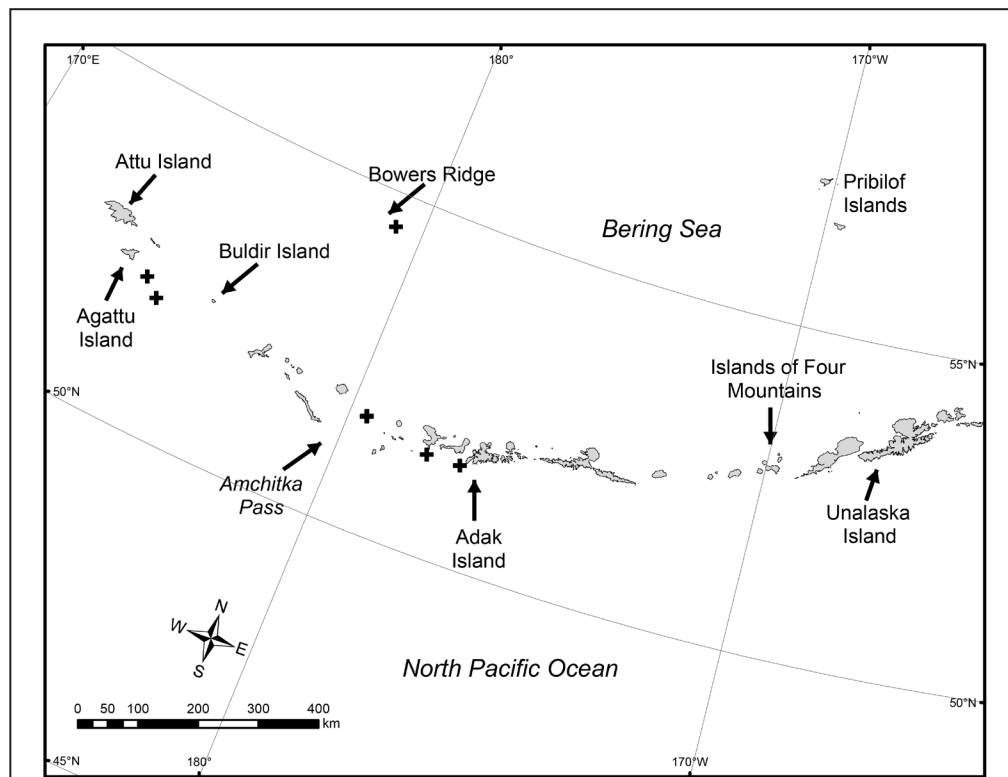 170°E
180°
170°W
Attu Island
Bowers Ridge
Pribilof
Islands
Bering Sea
Buldir Island
Agattu
Island
55°N
Islands of Four
Mountains
50°N
Amchitka
Pass
Unalaska
Island
Adak
Island
N
W
E
S
North Pacific Ocean
50°N
0 50 100 200 300 400
km
45°N
180°
170°W